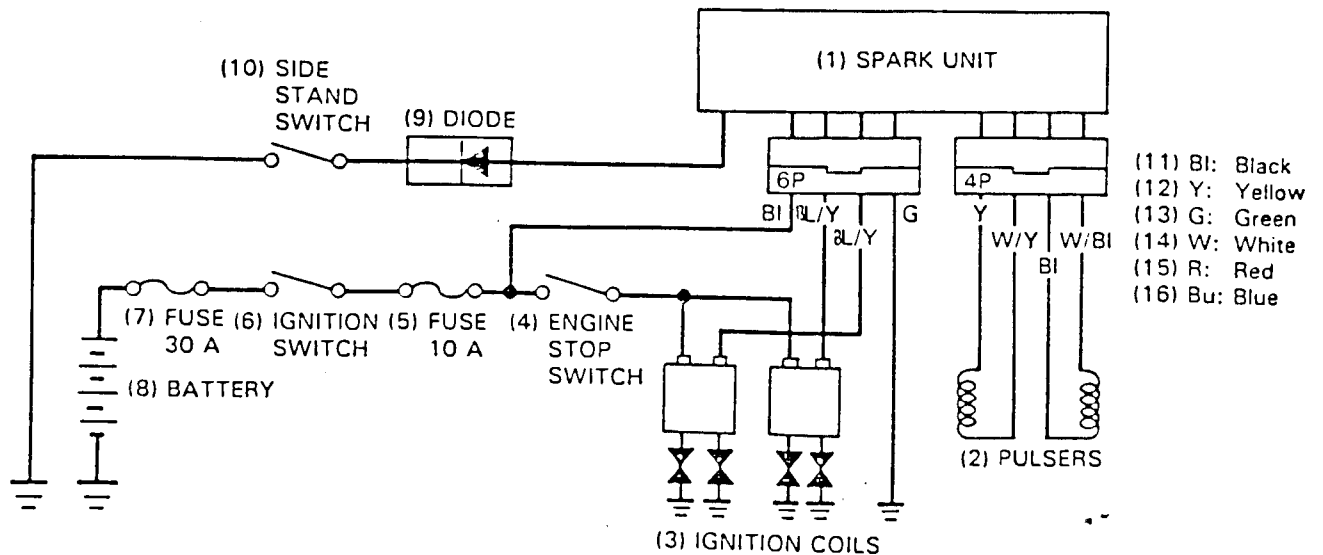 (1) SPARK UNIT
(10) SIDE
STAND
SWITCH
(9) DIODE
6P
4P
Bl
BL/Y
BL/Y
G
Y
W/Y
Bl
W/Bl
(11) Bl: Black
(12) Y: Yellow
(13) G: Green
(14) W: White
(15) R: Red
(16) Bu: Blue
(7) FUSE
30 A
(6) IGNITION
SWITCH
(5) FUSE
10 A
(4) ENGINE
STOP
SWITCH
(8) BATTERY
(2) PULSERS
(3) IGNITION COILS